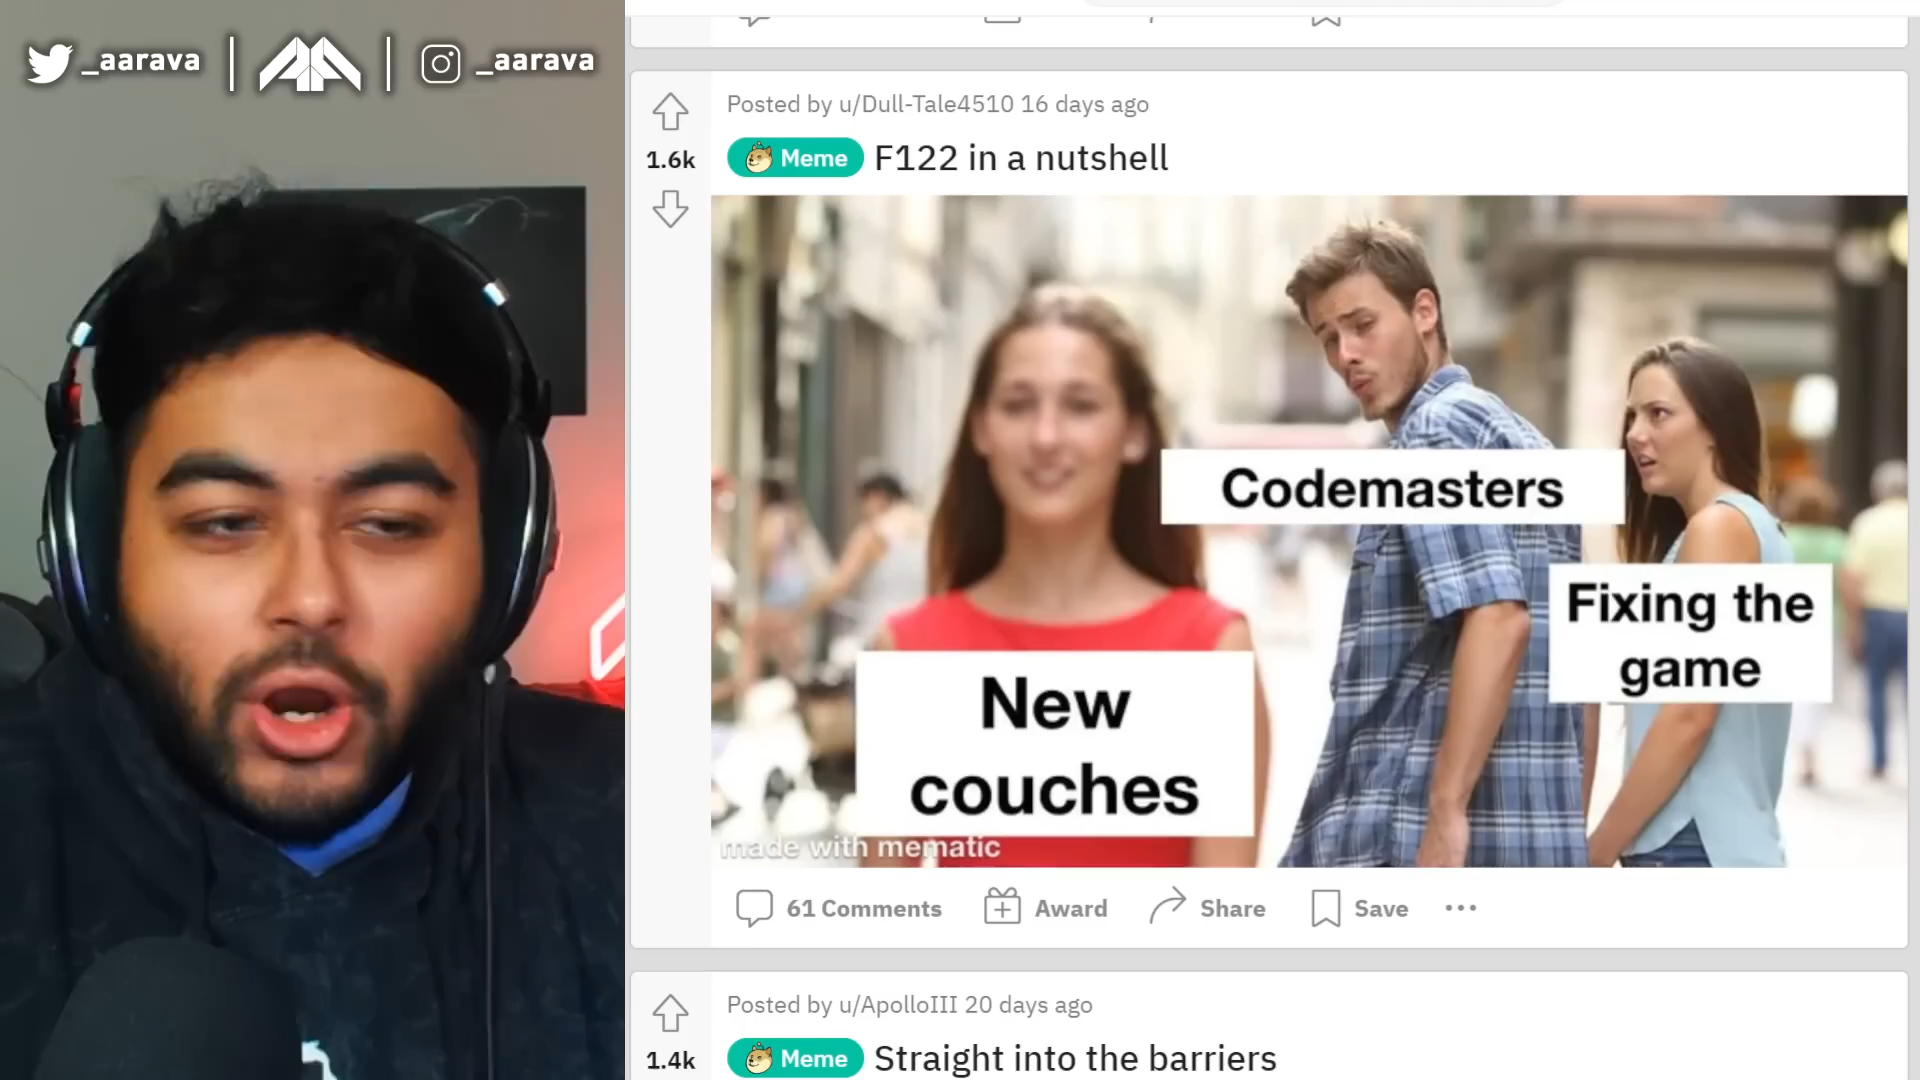 _aarava | | _aarava
Posted by u/Dull-Tale4510 16 days ago
1.6k
Meme F122 in a nutshell
Codemasters
Fixing the
game
New
couches
made with mematic
61 Comments Award Share Save
Posted by u/ApolloIII 20 days ago
1.4k
Meme Straight into the barriers